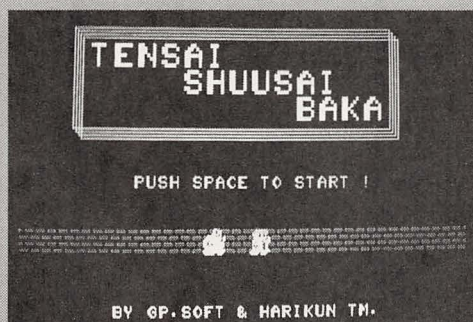 TENSAI
SHUUSAI
BAKA
PUSH SPACE TO START !
BY GP.SOFT & HARIKUN TM.